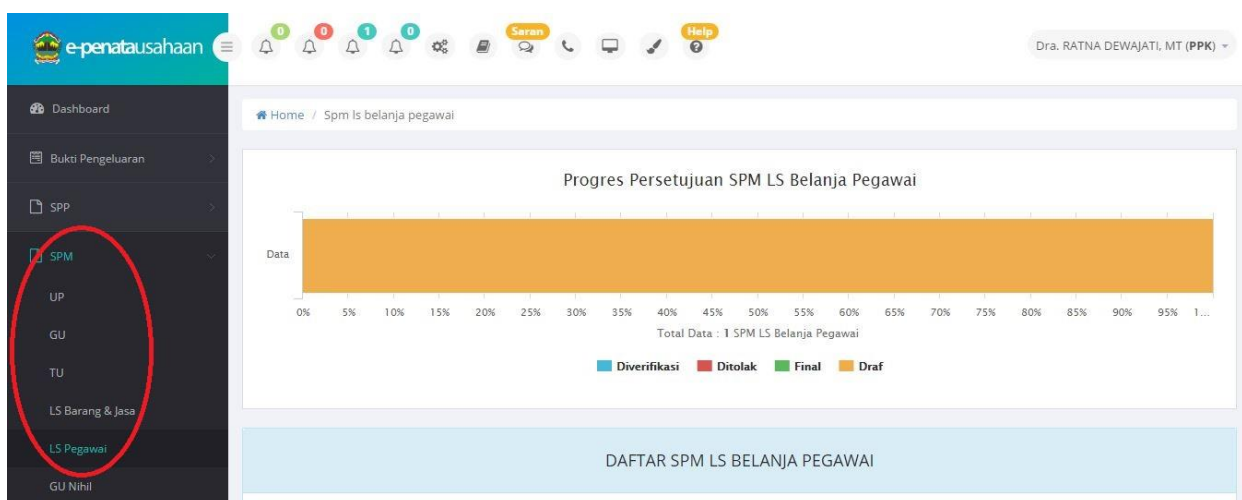 e-penatausahaan
0 0 1 0 Saran Help
Dra. RATNA DEWAJATI, MT (PPK)
Dashboard
Bukti Pengeluaran
SPP
SPM
UP
GU
TU
LS Barang & Jasa
LS Pegawai
GU Nihil
Home / Spm ls belanja pegawai
Progres Persetujuan SPM LS Belanja Pegawai
Data
0% 5% 10% 15% 20% 25% 30% 35% 40% 45% 50% 55% 60% 65% 70% 75% 80% 85% 90% 95% 1...
Total Data : 1 SPM LS Belanja Pegawai
Diverifikasi Ditolak Final Draf
DAFTAR SPM LS BELANJA PEGAWAI